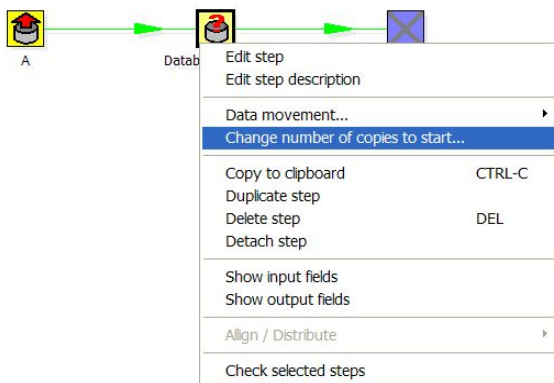 A
Datab
Edit step
Edit step description
Data movement...
Change number of copies to start...
Copy to clipboard CTRL-C
Duplicate step
Delete step DEL
Detach step
Show input fields
Show output fields
Allign / Distribute
Check selected steps